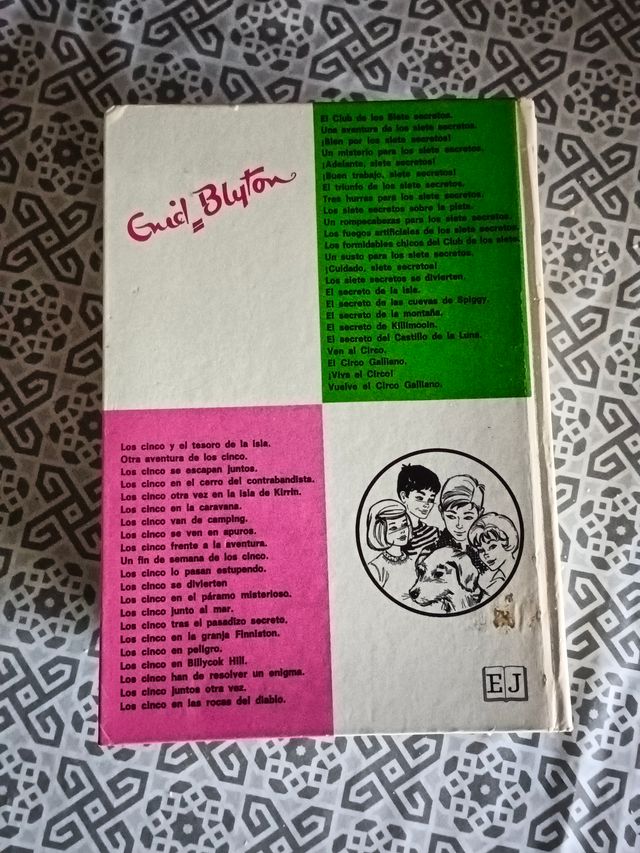 Enid Blyton
El Club de los Siete secretos.
Una aventura de los siete secretos.
¡Bien por los siete secretos!
Un misterio para los siete secretos.
¡Adelante, siete secretos!
¡Buen trabajo, siete secretos!
El triunfo de los siete secretos.
Tres hurras para los siete secretos.
Los siete secretos sobre la pista.
Un rompecabezas para los siete secretos.
Los fuegos artificiales de los siete secretos.
Los formidables chicos del Club de los siete.
Un susto para los siete secretos.
¡Cuidado, siete secretos!
Los siete secretos se divierten.
El secreto de la isla.
El secreto de las cuevas de Spiggy.
El secreto de la montaña.
El secreto de Killimooin.
El secreto del Castillo de la Luna.
Ven al Circo.
El Circo Galliano.
¡Viva el Circo!
Vuelve el Circo Galliano.
Los cinco y el tesoro de la isla.
Otra aventura de los cinco.
Los cinco se escapan juntos.
Los cinco en el cerro del contrabandista.
Los cinco otra vez en la isla de Kirrin.
Los cinco en la caravana.
Los cinco van de camping.
Los cinco se ven en apuros.
Los cinco frente a la aventura.
Un fin de semana de los cinco.
Los cinco lo pasan estupendo.
Los cinco se divierten
Los cinco en el páramo misterioso.
Los cinco junto al mar.
Los cinco tras el pasadizo secreto.
Los cinco en la granja Finniston.
Los cinco en peligro.
Los cinco en Billycok Hill.
Los cinco han de resolver un enigma.
Los cinco juntos otra vez.
Los cinco en las rocas del diablo.
EJ